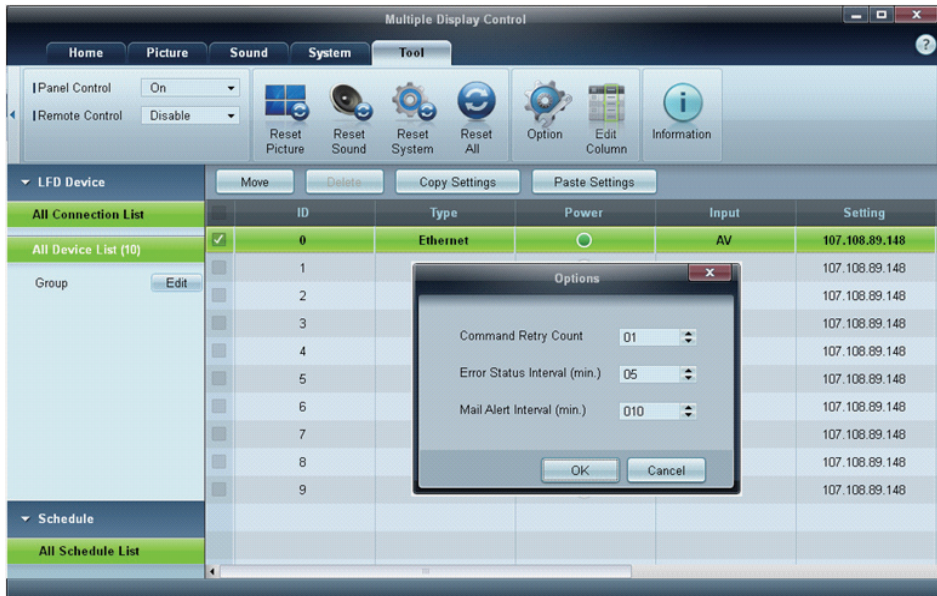 Multiple Display Control
Home Picture Sound System Tool
Panel Control On
Remote Control Disable
Reset Picture
Reset Sound
Reset System
Reset All
Option
Edit Column
Information
LFD Device
All Connection List
All Device List (10)
Group Edit
Move Delete Copy Settings Paste Settings
ID Type Power Input Setting
0 Ethernet AV 107.108.89.148
1 107.108.89.148
2 107.108.89.148
3 107.108.89.148
4 107.108.89.148
5 107.108.89.148
6 107.108.89.148
7 107.108.89.148
8 107.108.89.148
9 107.108.89.148
Options
Command Retry Count 01
Error Status Interval (min.) 05
Mail Alert Interval (min.) 010
OK Cancel
Schedule
All Schedule List